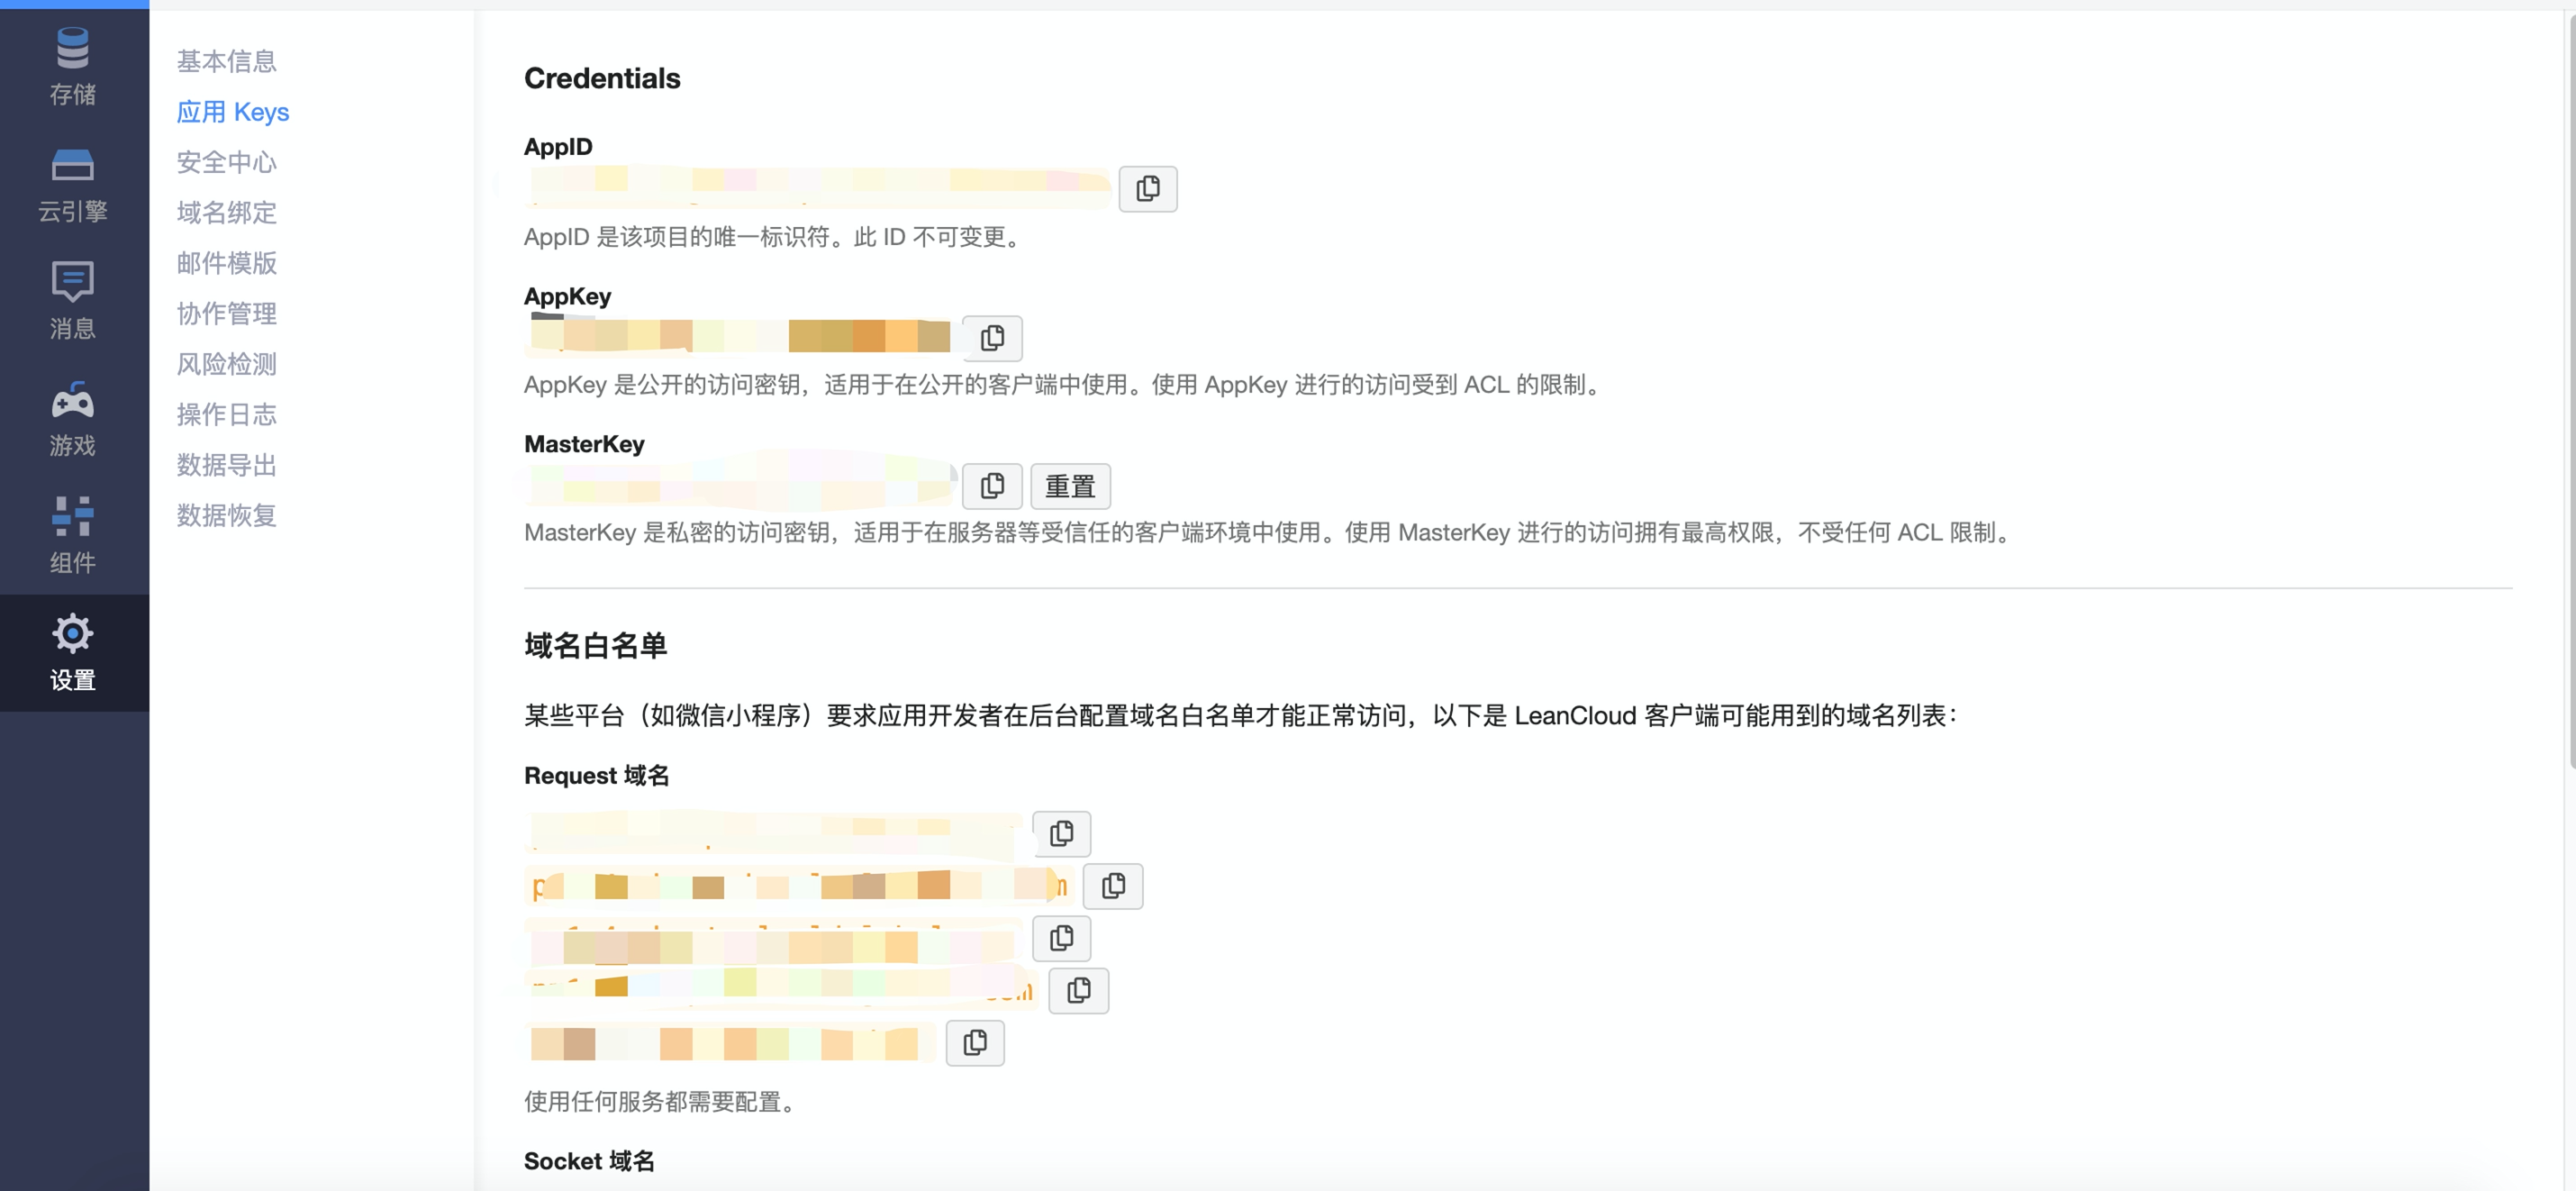 存储
云引擎
消息
游戏
组件
设置
基本信息
应用 Keys
安全中心
域名绑定
邮件模版
协作管理
风险检测
操作日志
数据导出
数据恢复
Credentials
AppID
AppID 是该项目的唯一标识符。此 ID 不可变更。
AppKey
AppKey 是公开的访问密钥，适用于在公开的客户端中使用。使用 AppKey 进行的访问受到 ACL 的限制。
MasterKey
重置
MasterKey 是私密的访问密钥，适用于在服务器等受信任的客户端环境中使用。使用 MasterKey 进行的访问拥有最高权限，不受任何 ACL 限制。
域名白名单
某些平台（如微信小程序）要求应用开发者在后台配置域名白名单才能正常访问，以下是 LeanCloud 客户端可能用到的域名列表：
Request 域名
使用任何服务都需要配置。
Socket 域名